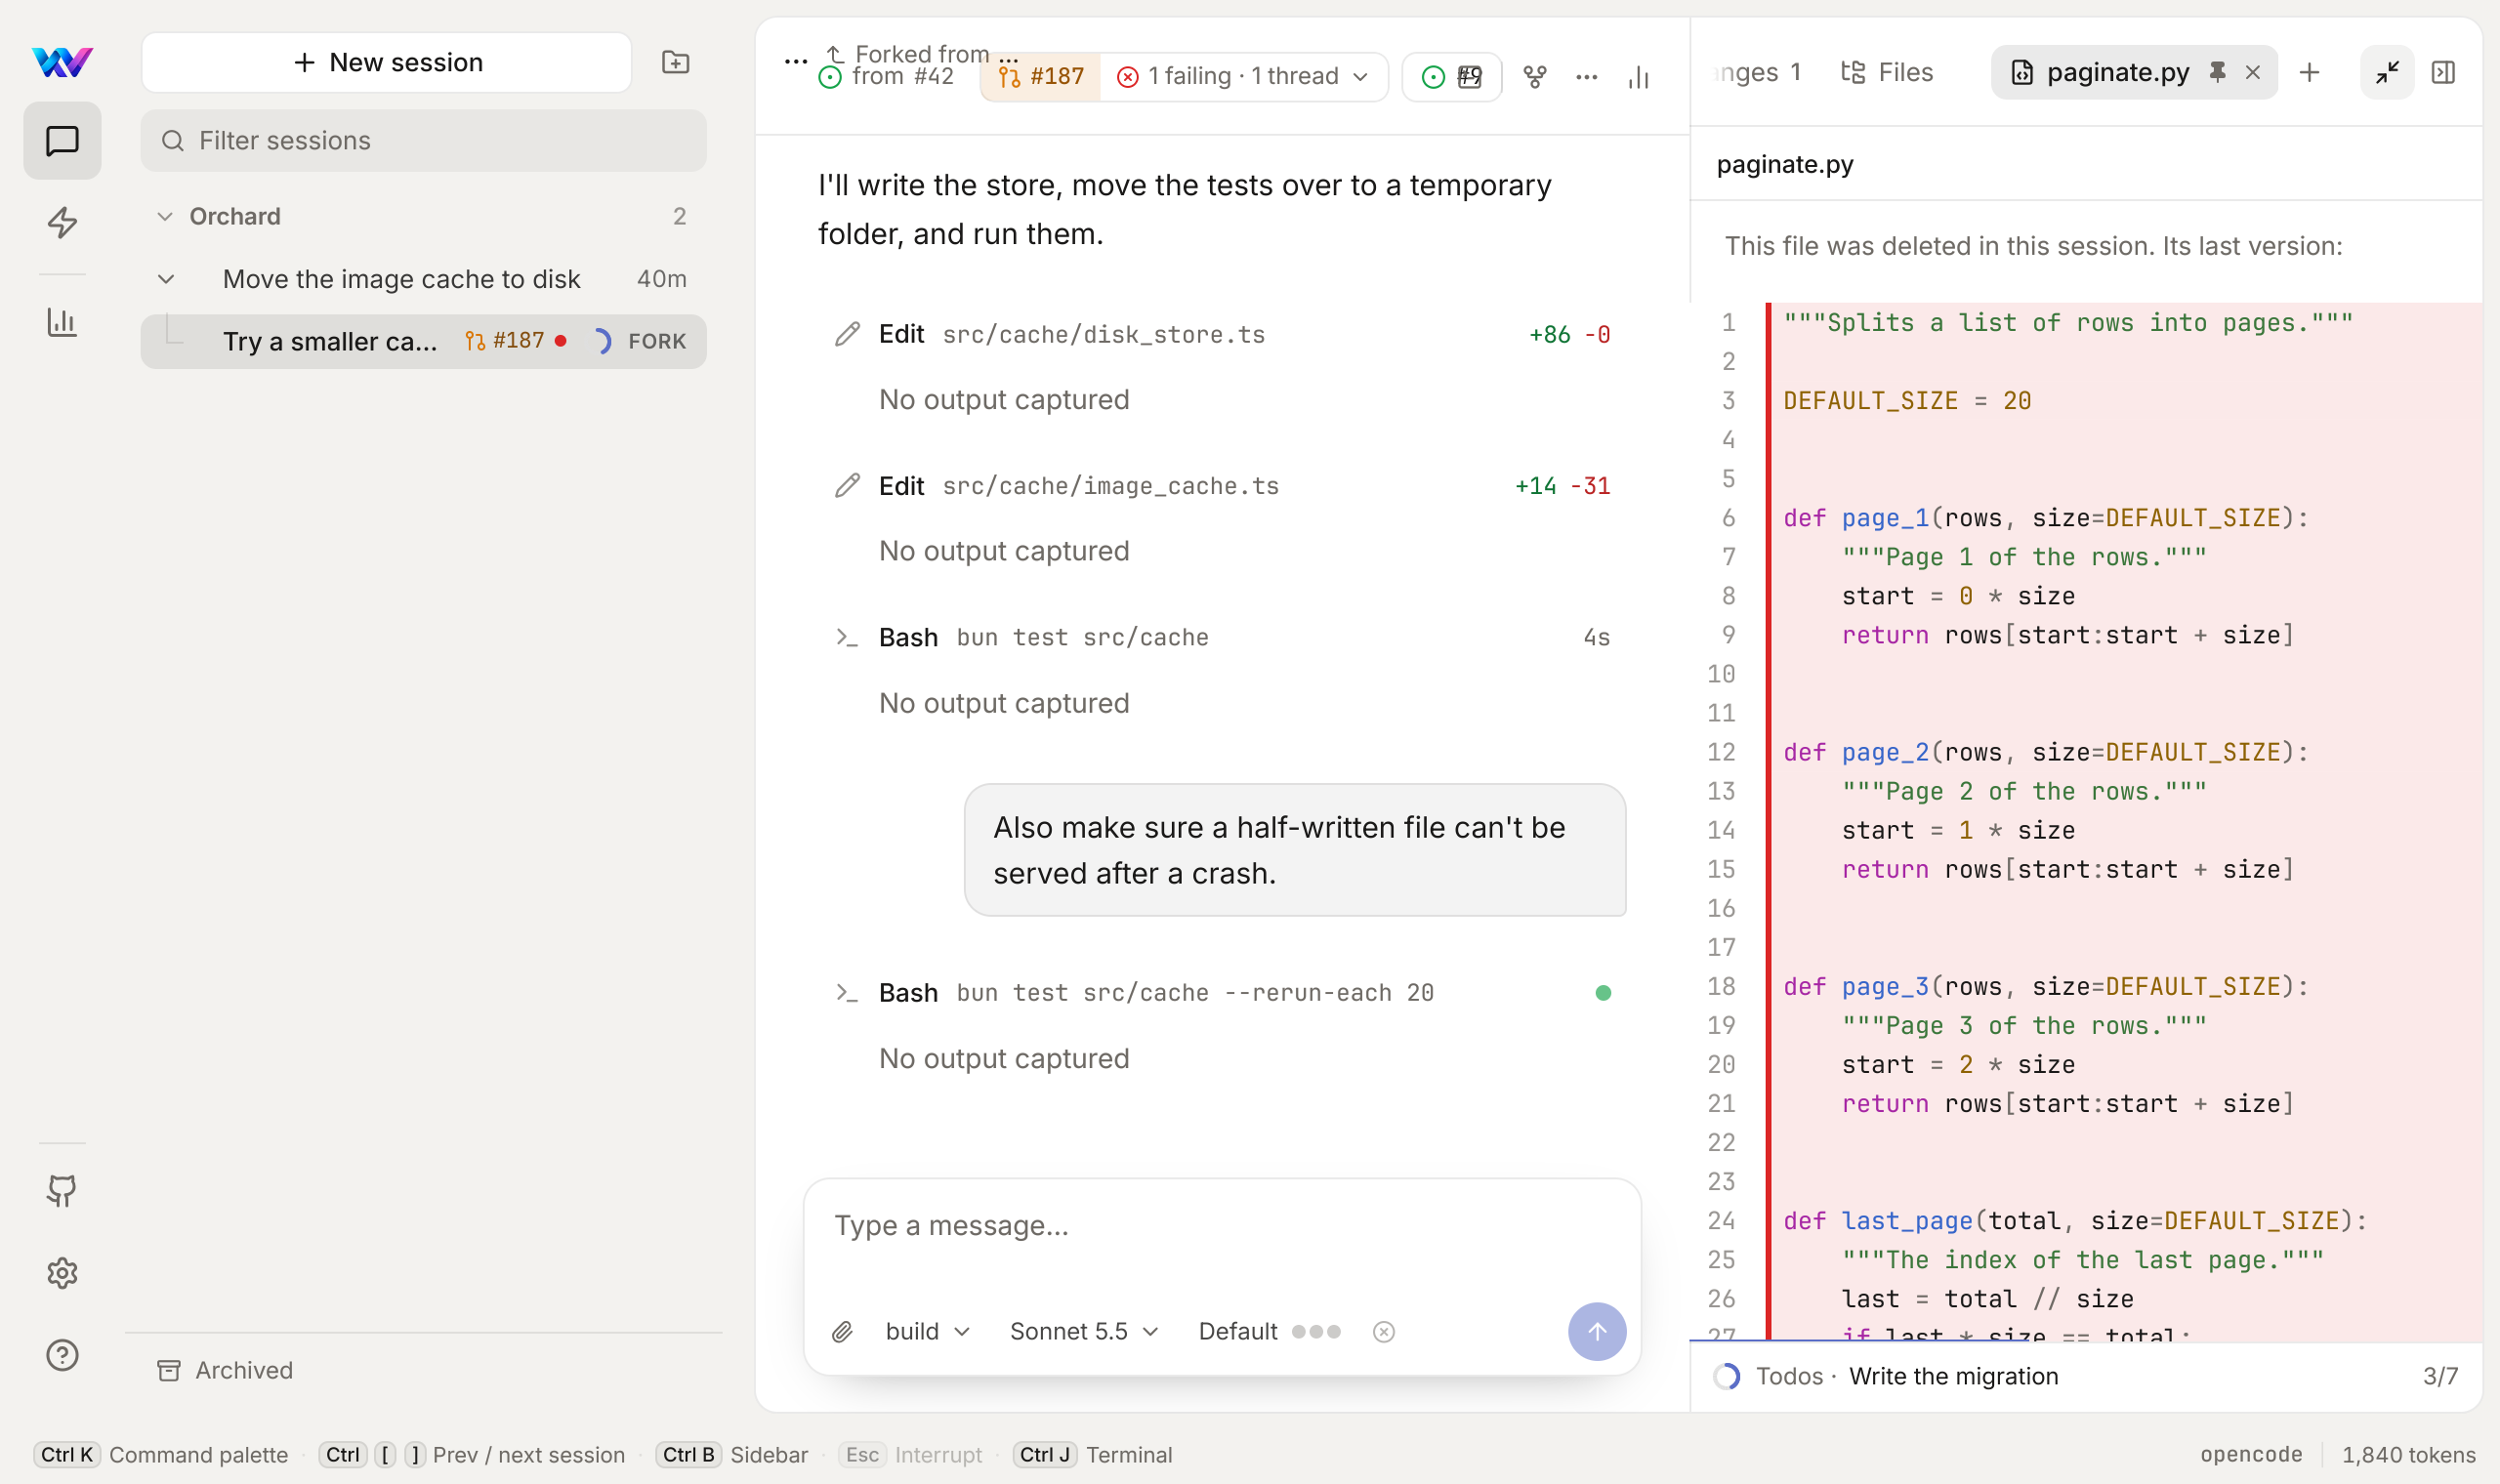 New session
Filter sessions
Orchard 2
Move the image cache to disk 40m
Try a smaller ca... #187 FORK
Archived
Forked from ...
from #42
#187 1 failing · 1 thread
#9
I'll write the store, move the tests over to a temporary
folder, and run them.
Edit src/cache/disk_store.ts +86 -0
No output captured
Edit src/cache/image_cache.ts +14 -31
No output captured
Bash bun test src/cache 4s
No output captured
Also make sure a half-written file can't be
served after a crash.
Bash bun test src/cache --rerun-each 20
No output captured
Type a message...
build Sonnet 5.5 Default
anges 1 Files paginate.py
paginate.py
This file was deleted in this session. Its last version:
1 """Splits a list of rows into pages."""
2
3 DEFAULT_SIZE = 20
4
5
6 def page_1(rows, size=DEFAULT_SIZE):
7 """Page 1 of the rows."""
8 start = 0 * size
9 return rows[start:start + size]
10
11
12 def page_2(rows, size=DEFAULT_SIZE):
13 """Page 2 of the rows."""
14 start = 1 * size
15 return rows[start:start + size]
16
17
18 def page_3(rows, size=DEFAULT_SIZE):
19 """Page 3 of the rows."""
20 start = 2 * size
21 return rows[start:start + size]
22
23
24 def last_page(total, size=DEFAULT_SIZE):
25 """The index of the last page."""
26 last = total // size
27 if last * size == total:
Todos · Write the migration 3/7
Ctrl K Command palette · Ctrl [ ] Prev / next session · Ctrl B Sidebar · Esc Interrupt · Ctrl J Terminal
opencode 1,840 tokens